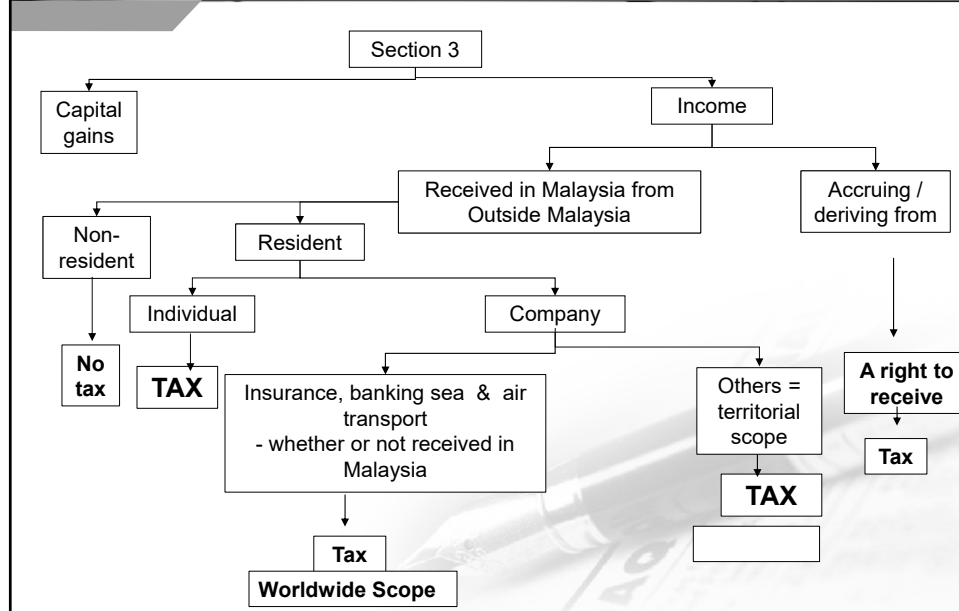 Section 3
Capital
gains
Income
Received in Malaysia from
Outside Malaysia
Accruing /
deriving from
Non-
resident
Resident
Individual
Company
No
tax
TAX
Insurance, banking sea & air
transport
- whether or not received in
Malaysia
Others =
territorial
scope
A right to
receive
Tax
TAX
Tax
Worldwide Scope